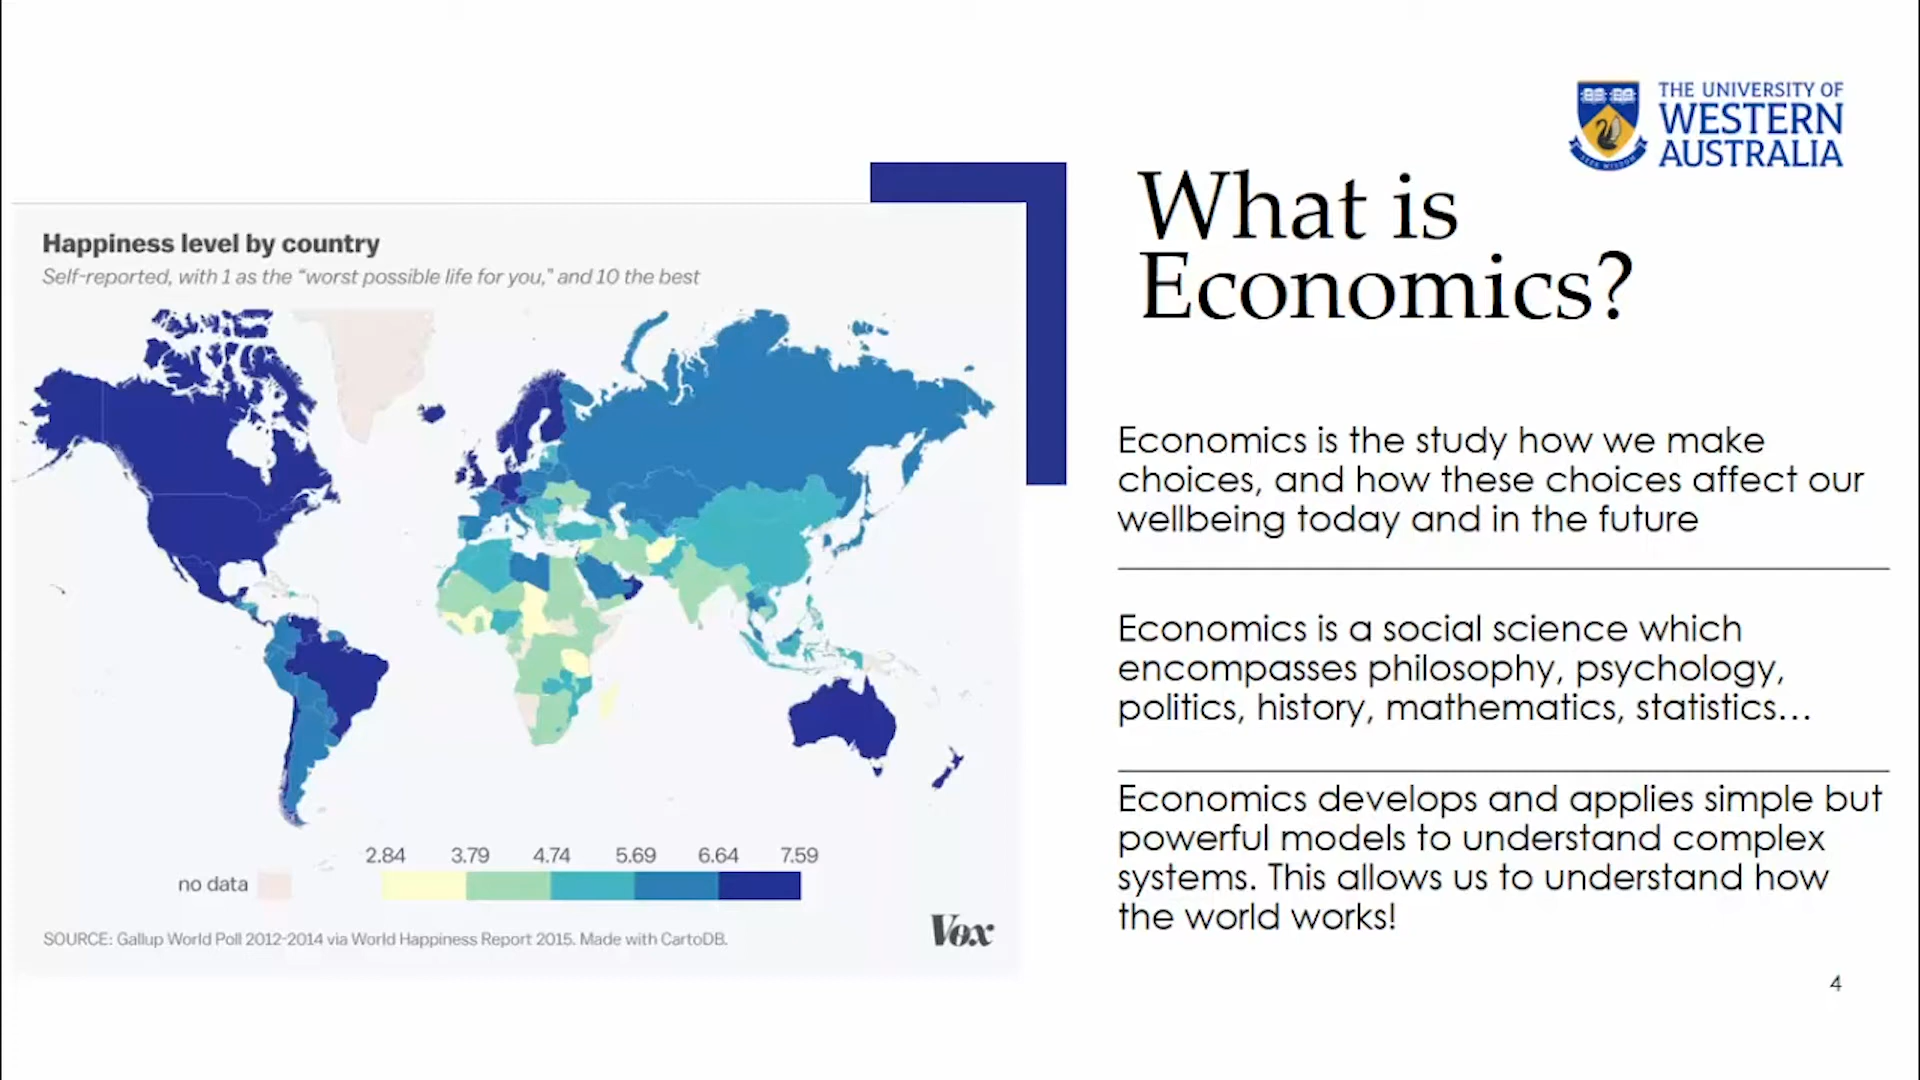 THE UNIVERSITY OF
WESTERN
AUSTRALIA
SEEK WISDOM
What is
Economics?
Happiness level by country
Self-reported, with 1 as the “worst possible life for you,” and 10 the best
2.84 3.79 4.74 5.69 6.64 7.59
no data
SOURCE: Gallup World Poll 2012-2014 via World Happiness Report 2015. Made with CartoDB.
Vox
Economics is the study how we make
choices, and how these choices affect our
wellbeing today and in the future
Economics is a social science which
encompasses philosophy, psychology,
politics, history, mathematics, statistics…
Economics develops and applies simple but
powerful models to understand complex
systems. This allows us to understand how
the world works!
4